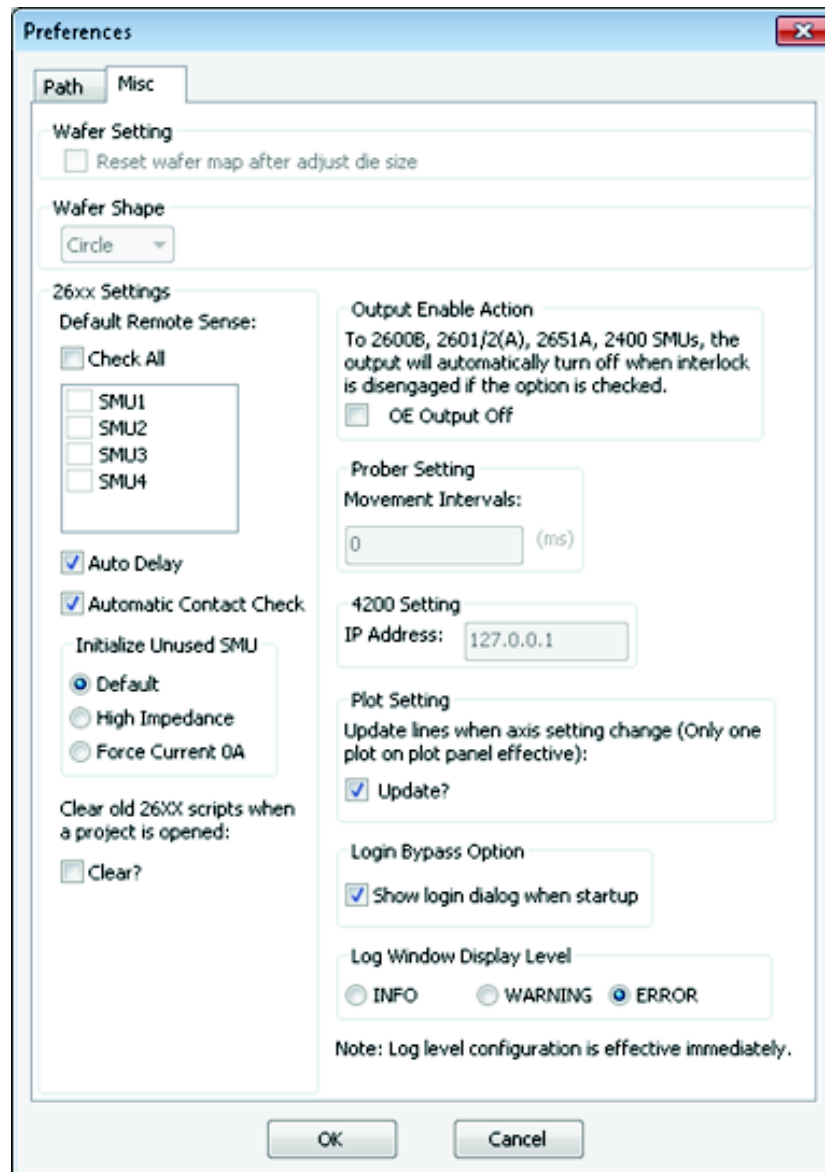 Preferences
Path
Misc
Wafer Setting
Reset wafer map after adjust die size
Wafer Shape
Circle
26xx Settings
Default Remote Sense:
Check All
SMU1
SMU2
SMU3
SMU4
Auto Delay
Automatic Contact Check
Initialize Unused SMU
Default
High Impedance
Force Current 0A
Clear old 26XX scripts when
a project is opened:
Clear?
Output Enable Action
To 2600B, 2601/2(A), 2651A, 2400 SMUs, the
output will automatically turn off when interlock
is disengaged if the option is checked.
OE Output Off
Prober Setting
Movement Intervals:
0 (ms)
4200 Setting
IP Address: 127.0.0.1
Plot Setting
Update lines when axis setting change (Only one
plot on plot panel effective):
Update?
Login Bypass Option
Show login dialog when startup
Log Window Display Level
INFO WARNING ERROR
Note: Log level configuration is effective immediately.
OK Cancel